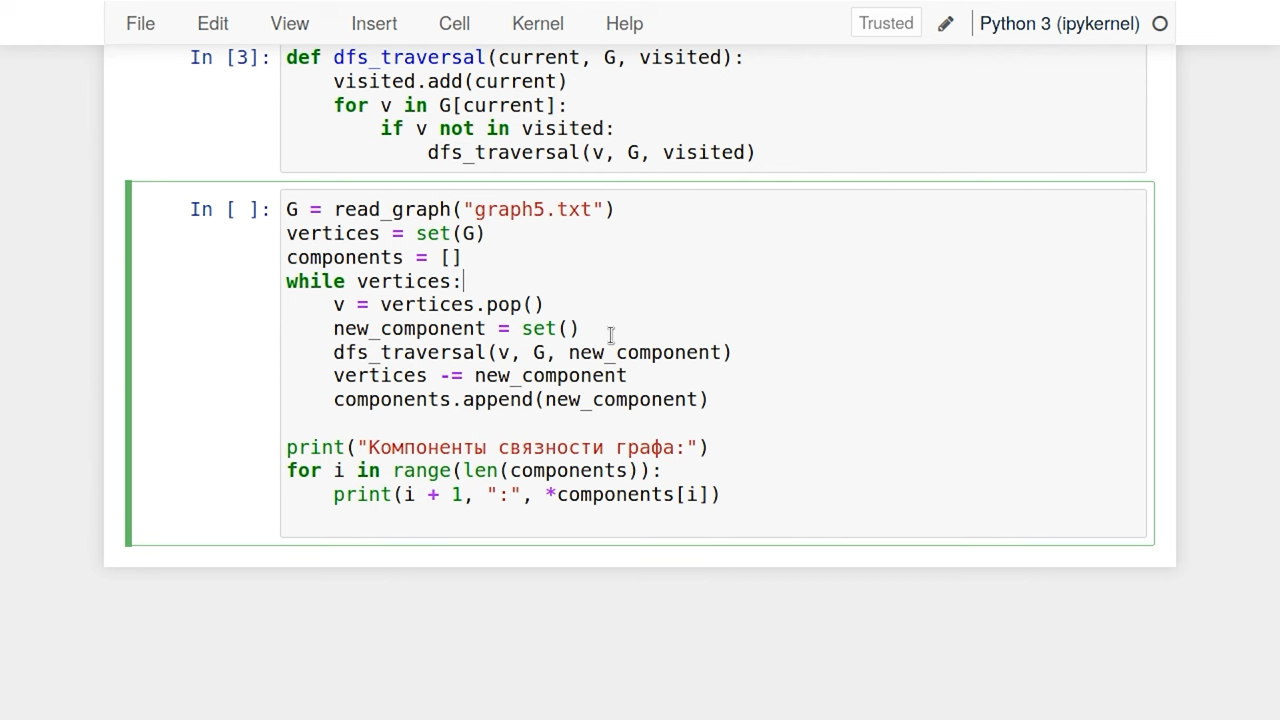 File Edit View Insert Cell Kernel Help Trusted Python 3 (ipykernel)
In [3]: def dfs_traversal(current, G, visited):
    visited.add(current)
    for v in G[current]:
        if v not in visited:
            dfs_traversal(v, G, visited)
In [ ]: G = read_graph("graph5.txt")
vertices = set(G)
components = []
while vertices:
    v = vertices.pop()
    new_component = set()
    dfs_traversal(v, G, new_component)
    vertices -= new_component
    components.append(new_component)
print("Компоненты связности графа:")
for i in range(len(components)):
    print(i + 1, ":", *components[i])